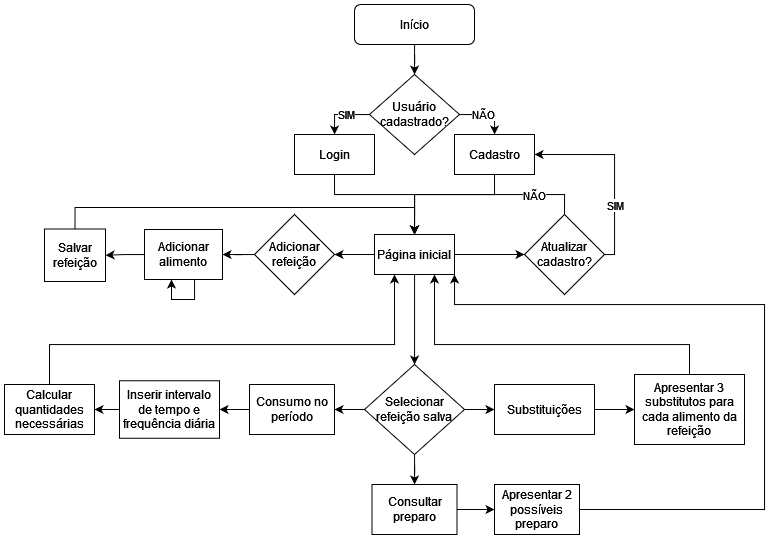 Início
Usuário
cadastrado?
SIM
NÃO
Login
Cadastro
NÃO
SIM
Salvar
refeição
Adicionar
alimento
Adicionar
refeição
Página inicial
Atualizar
cadastro?
Calcular
quantidades
necessárias
Inserir intervalo
de tempo e
frequência diária
Consumo no
período
Selecionar
refeição salva
Substituições
Apresentar 3
substitutos para
cada alimento da
refeição
Consultar
preparo
Apresentar 2
possíveis
preparo